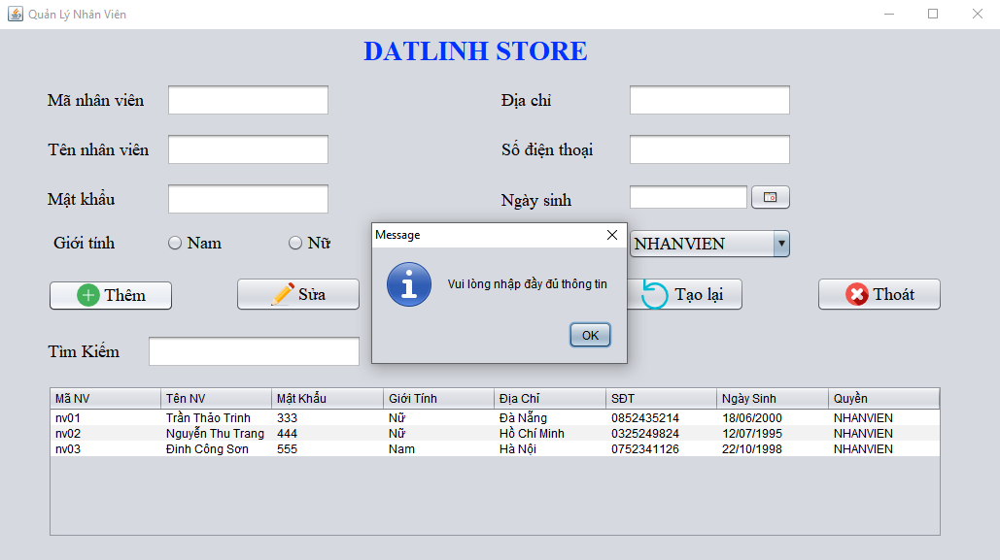 Quản Lý Nhân Viên
DATLINH STORE
Mã nhân viên Địa chỉ
Tên nhân viên Số điện thoại
Mật khẩu Ngày sinh
Giới tính Nam Nữ NHANVIEN
Message
Vui lòng nhập đầy đủ thông tin
OK
Thêm Sửa Tạo lại Thoát
Tìm Kiếm
Mã NV Tên NV Mật Khẩu Giới Tính Địa Chỉ SĐT Ngày Sinh Quyền
nv01 Trần Thảo Trinh 333 Nữ Đà Nẵng 0852435214 18/06/2000 NHANVIEN
nv02 Nguyễn Thu Trang 444 Nữ Hồ Chí Minh 0325249824 12/07/1995 NHANVIEN
nv03 Đinh Công Sơn 555 Nam Hà Nội 0752341126 22/10/1998 NHANVIEN